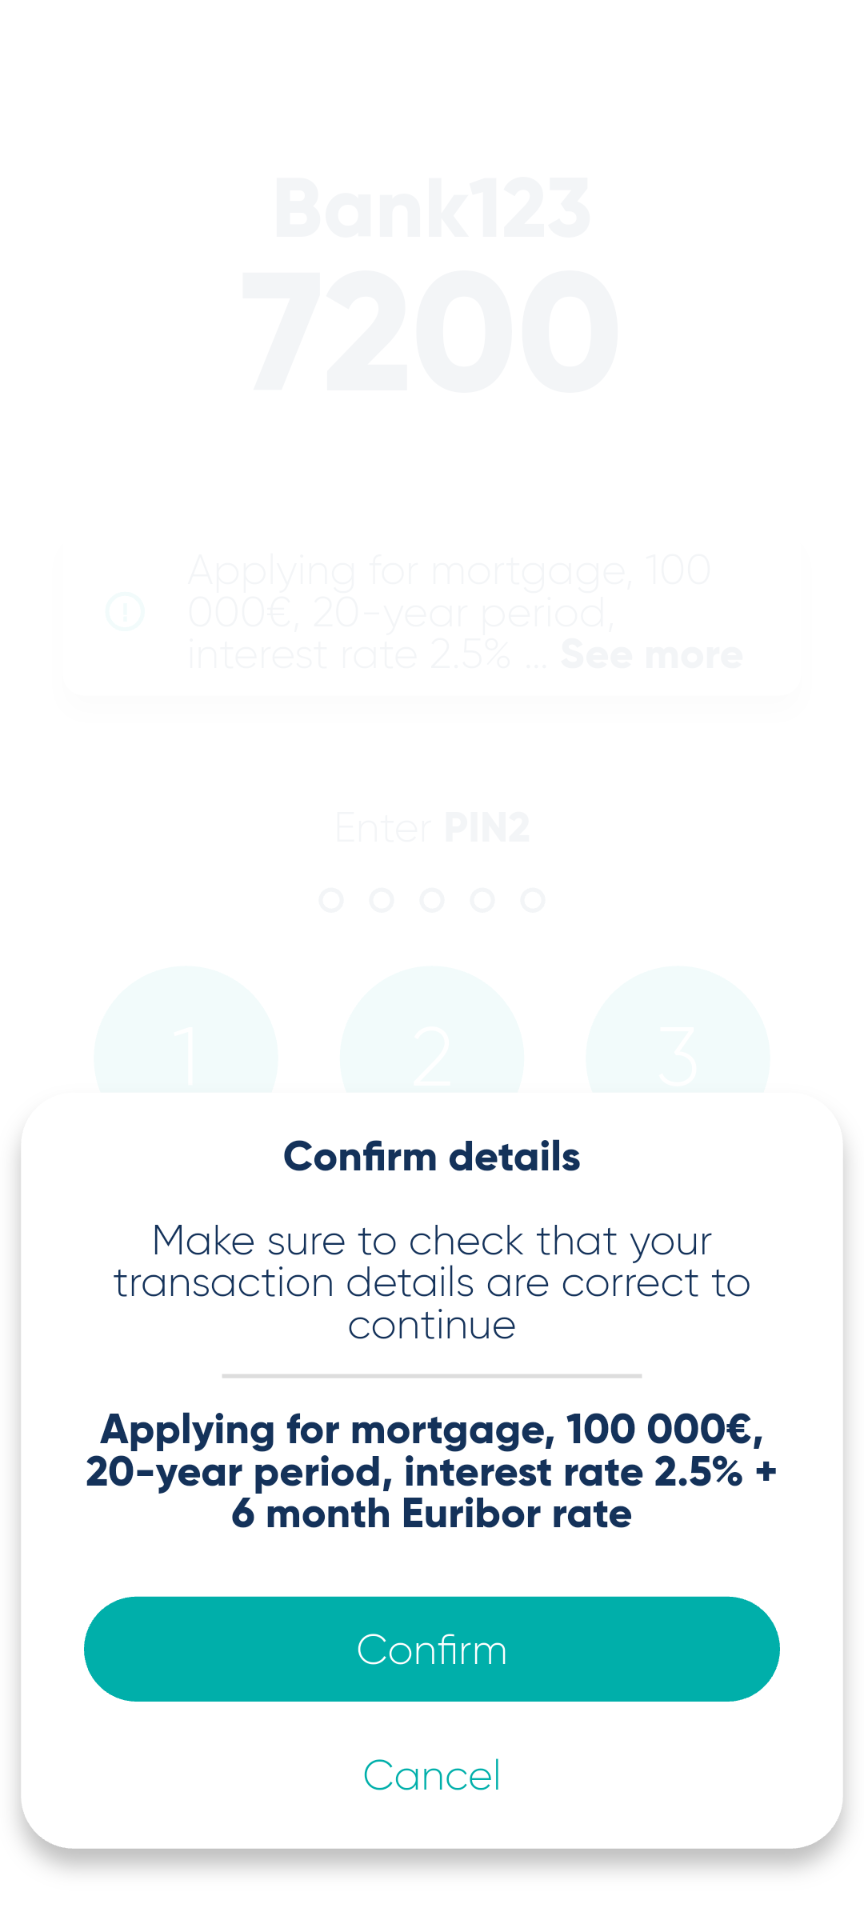 Bank123
7200
Applying for mortgage, 100
000€, 20-year period,
interest rate 2.5% ... See more
Enter PIN2
1 2 3
Confirm details
Make sure to check that your
transaction details are correct to
continue
Applying for mortgage, 100 000€,
20-year period, interest rate 2.5% +
6 month Euribor rate
Confirm
Cancel